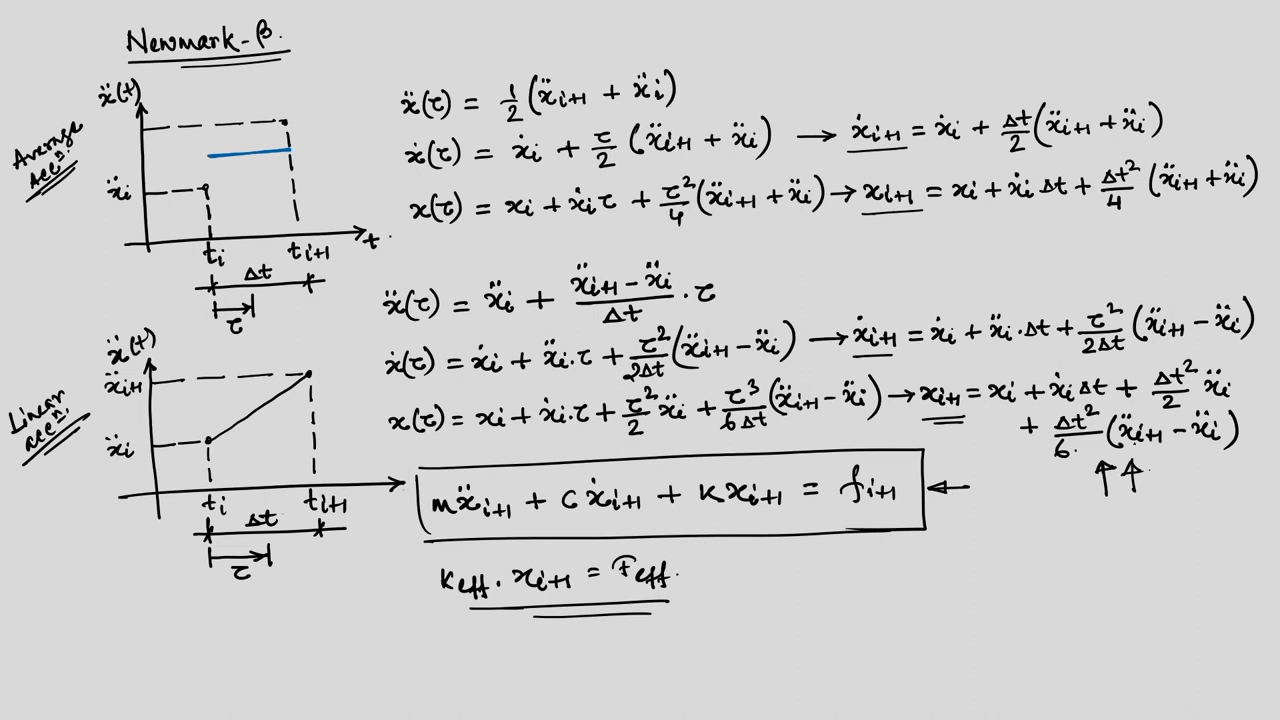 Newmark-β.
ẍ(t)
Average accⁿ.
ẍi
ti ti+1 t.
Δt
τ
ẍ(τ) = 1/2 (ẍi+1 + ẍi)
ẋ(τ) = ẋi + τ/2 (ẍi+1 + ẍi) → ẋi+1 = ẋi + Δt/2 (ẍi+1 + ẍi)
x(τ) = xi + ẋiτ + τ²/4 (ẍi+1 + ẍi) → xi+1 = xi + ẋi Δt + Δt²/4 (ẍi+1 + ẍi)
ẍ(t)
Linear accⁿ.
ẍi+1
ẍi
ti ti+1
Δt
τ
ẍ(τ) = ẍi + (ẍi+1 − ẍi)/Δt · τ
ẋ(τ) = ẋi + ẍi·τ + τ²/2Δt (ẍi+1 − ẍi) → ẋi+1 = ẋi + ẍi·Δt + τ²/2Δt (ẍi+1 − ẍi)
x(τ) = xi + ẋi·τ + τ²/2 ẍi + τ³/6Δt (ẍi+1 − ẍi) → xi+1 = xi + ẋiΔt + Δt²/2 ẍi
+ Δt²/6 (ẍi+1 − ẍi)
mẍi+1 + cẋi+1 + kxi+1 = fi+1 ←
Keff · xi+1 = Feff.